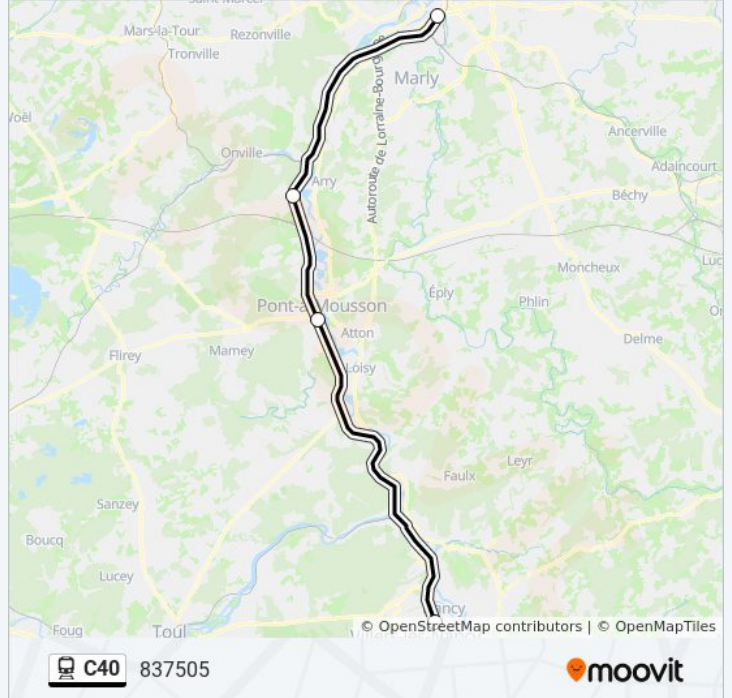 Mars-la-Tour
Rezonville
Tronville
Marly
Autoroute de Lorraine-Bourgogne
Ancerville
Onville
Adaincourt
Arry
Béchy
Moncheux
Éply
Phlin
Pont-à-Mousson
Atton
Delme
Mamey
Flirey
Loisy
Leyr
Faulx
Sanzey
Boucq
Lucey
Foug
Toul
© OpenStreetMap contributors | © OpenMapTiles
C40 837505
moovit